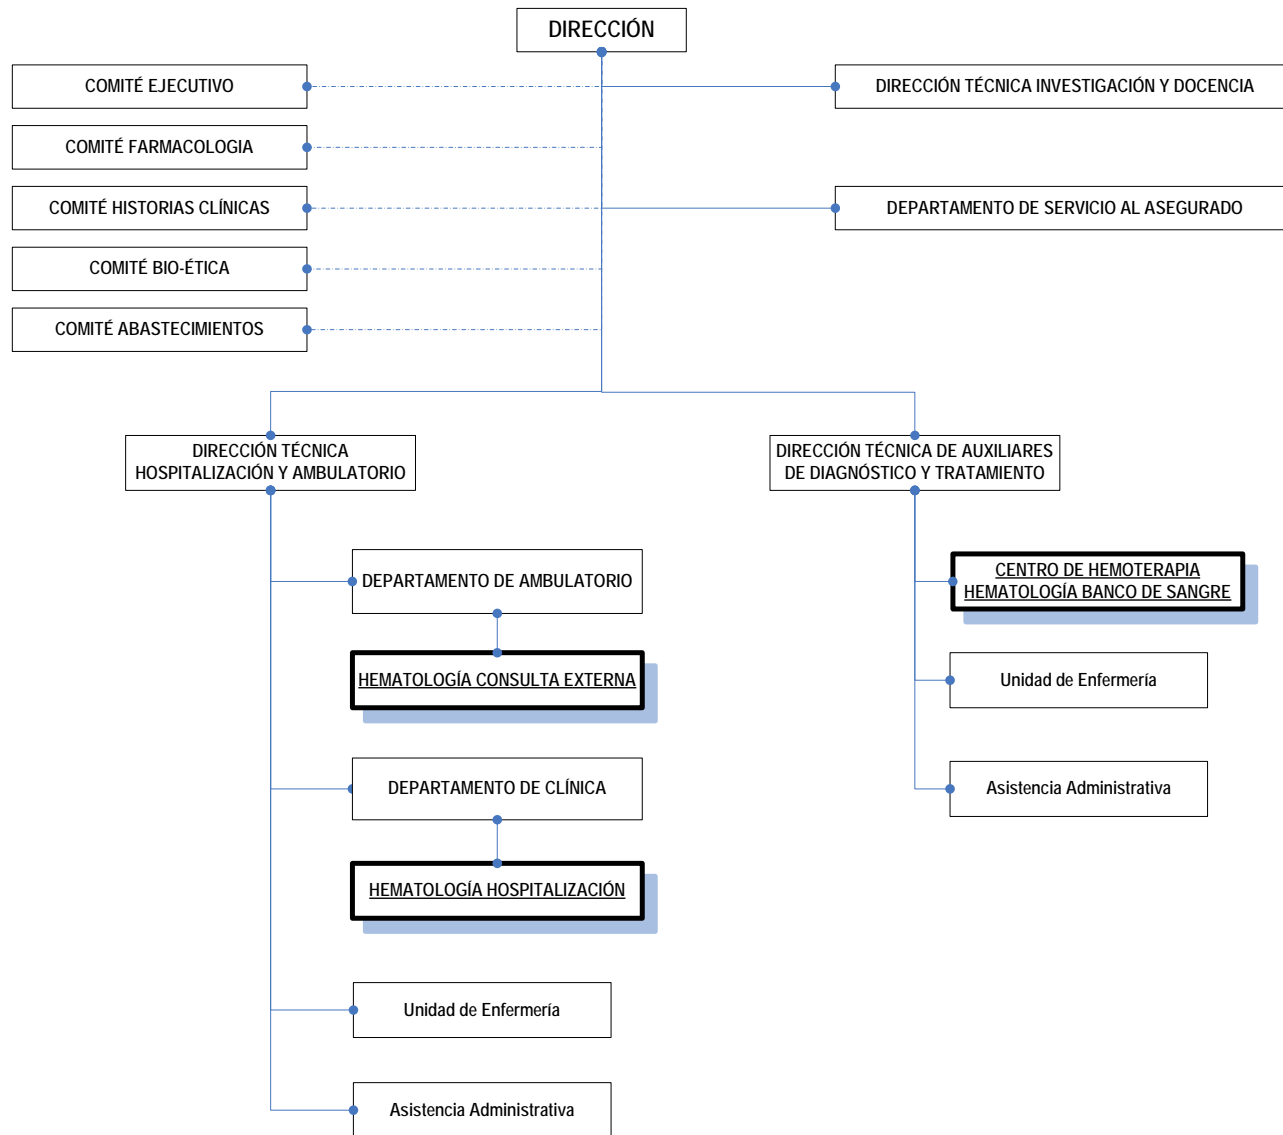 DIRECCIÓN
COMITÉ EJECUTIVO
DIRECCIÓN TÉCNICA INVESTIGACIÓN Y DOCENCIA
COMITÉ FARMACOLOGIA
COMITÉ HISTORIAS CLÍNICAS
DEPARTAMENTO DE SERVICIO AL ASEGURADO
COMITÉ BIO-ÉTICA
COMITÉ ABASTECIMIENTOS
DIRECCIÓN TÉCNICA
HOSPITALIZACIÓN Y AMBULATORIO
DIRECCIÓN TÉCNICA DE AUXILIARES
DE DIAGNÓSTICO Y TRATAMIENTO
DEPARTAMENTO DE AMBULATORIO
HEMATOLOGÍA CONSULTA EXTERNA
DEPARTAMENTO DE CLÍNICA
HEMATOLOGÍA HOSPITALIZACIÓN
Unidad de Enfermería
Asistencia Administrativa
CENTRO DE HEMOTERAPIA
HEMATOLOGÍA BANCO DE SANGRE
Unidad de Enfermería
Asistencia Administrativa